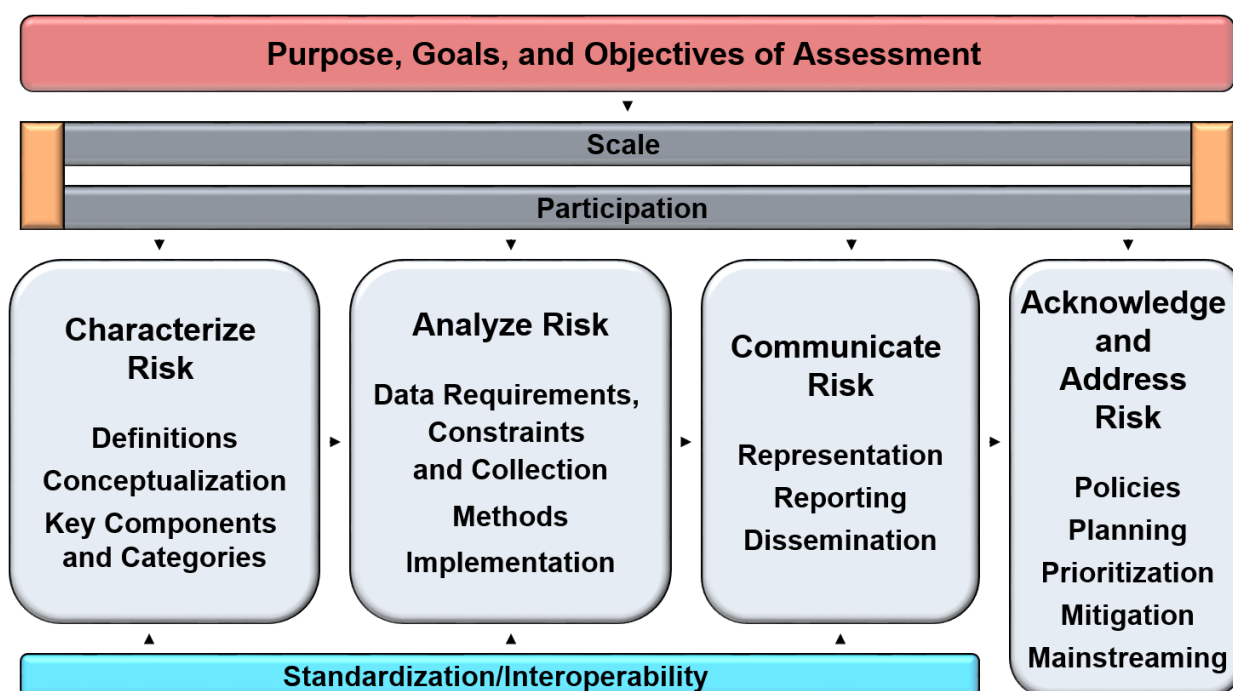 Purpose, Goals, and Objectives of Assessment
Scale
Participation
Characterize
Risk
Definitions
Conceptualization
Key Components
and Categories
Analyze Risk
Data Requirements,
Constraints
and Collection
Methods
Implementation
Communicate
Risk
Representation
Reporting
Dissemination
Acknowledge
and
Address
Risk
Policies
Planning
Prioritization
Mitigation
Mainstreaming
Standardization/Interoperability